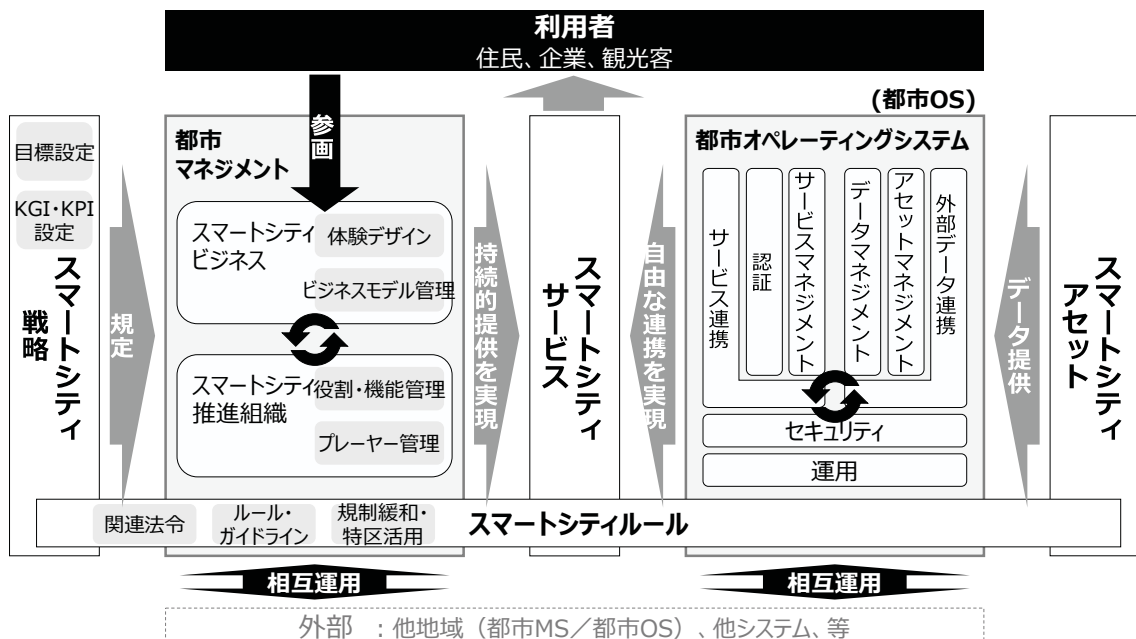 利用者
住民、企業、観光客
(都市OS)
スマートシティ
戦略
目標設定
KGI・KPI
設定
規定
都市
マネジメント
参画
スマートシティ
ビジネス
体験デザイン
ビジネスモデル管理
スマートシティ
推進組織
役割・機能管理
プレーヤー管理
持続的提供を実現
スマートシティ
サービス
自由な連携を実現
都市オペレーティングシステム
サービス連携
認証
サービスマネジメント
データマネジメント
アセットマネジメント
外部データ連携
セキュリティ
運用
データ提供
スマートシティ
アセット
関連法令
ルール・
ガイドライン
規制緩和・
特区活用
スマートシティルール
相互運用
相互運用
外部 : 他地域（都市MS／都市OS）、他システム、等